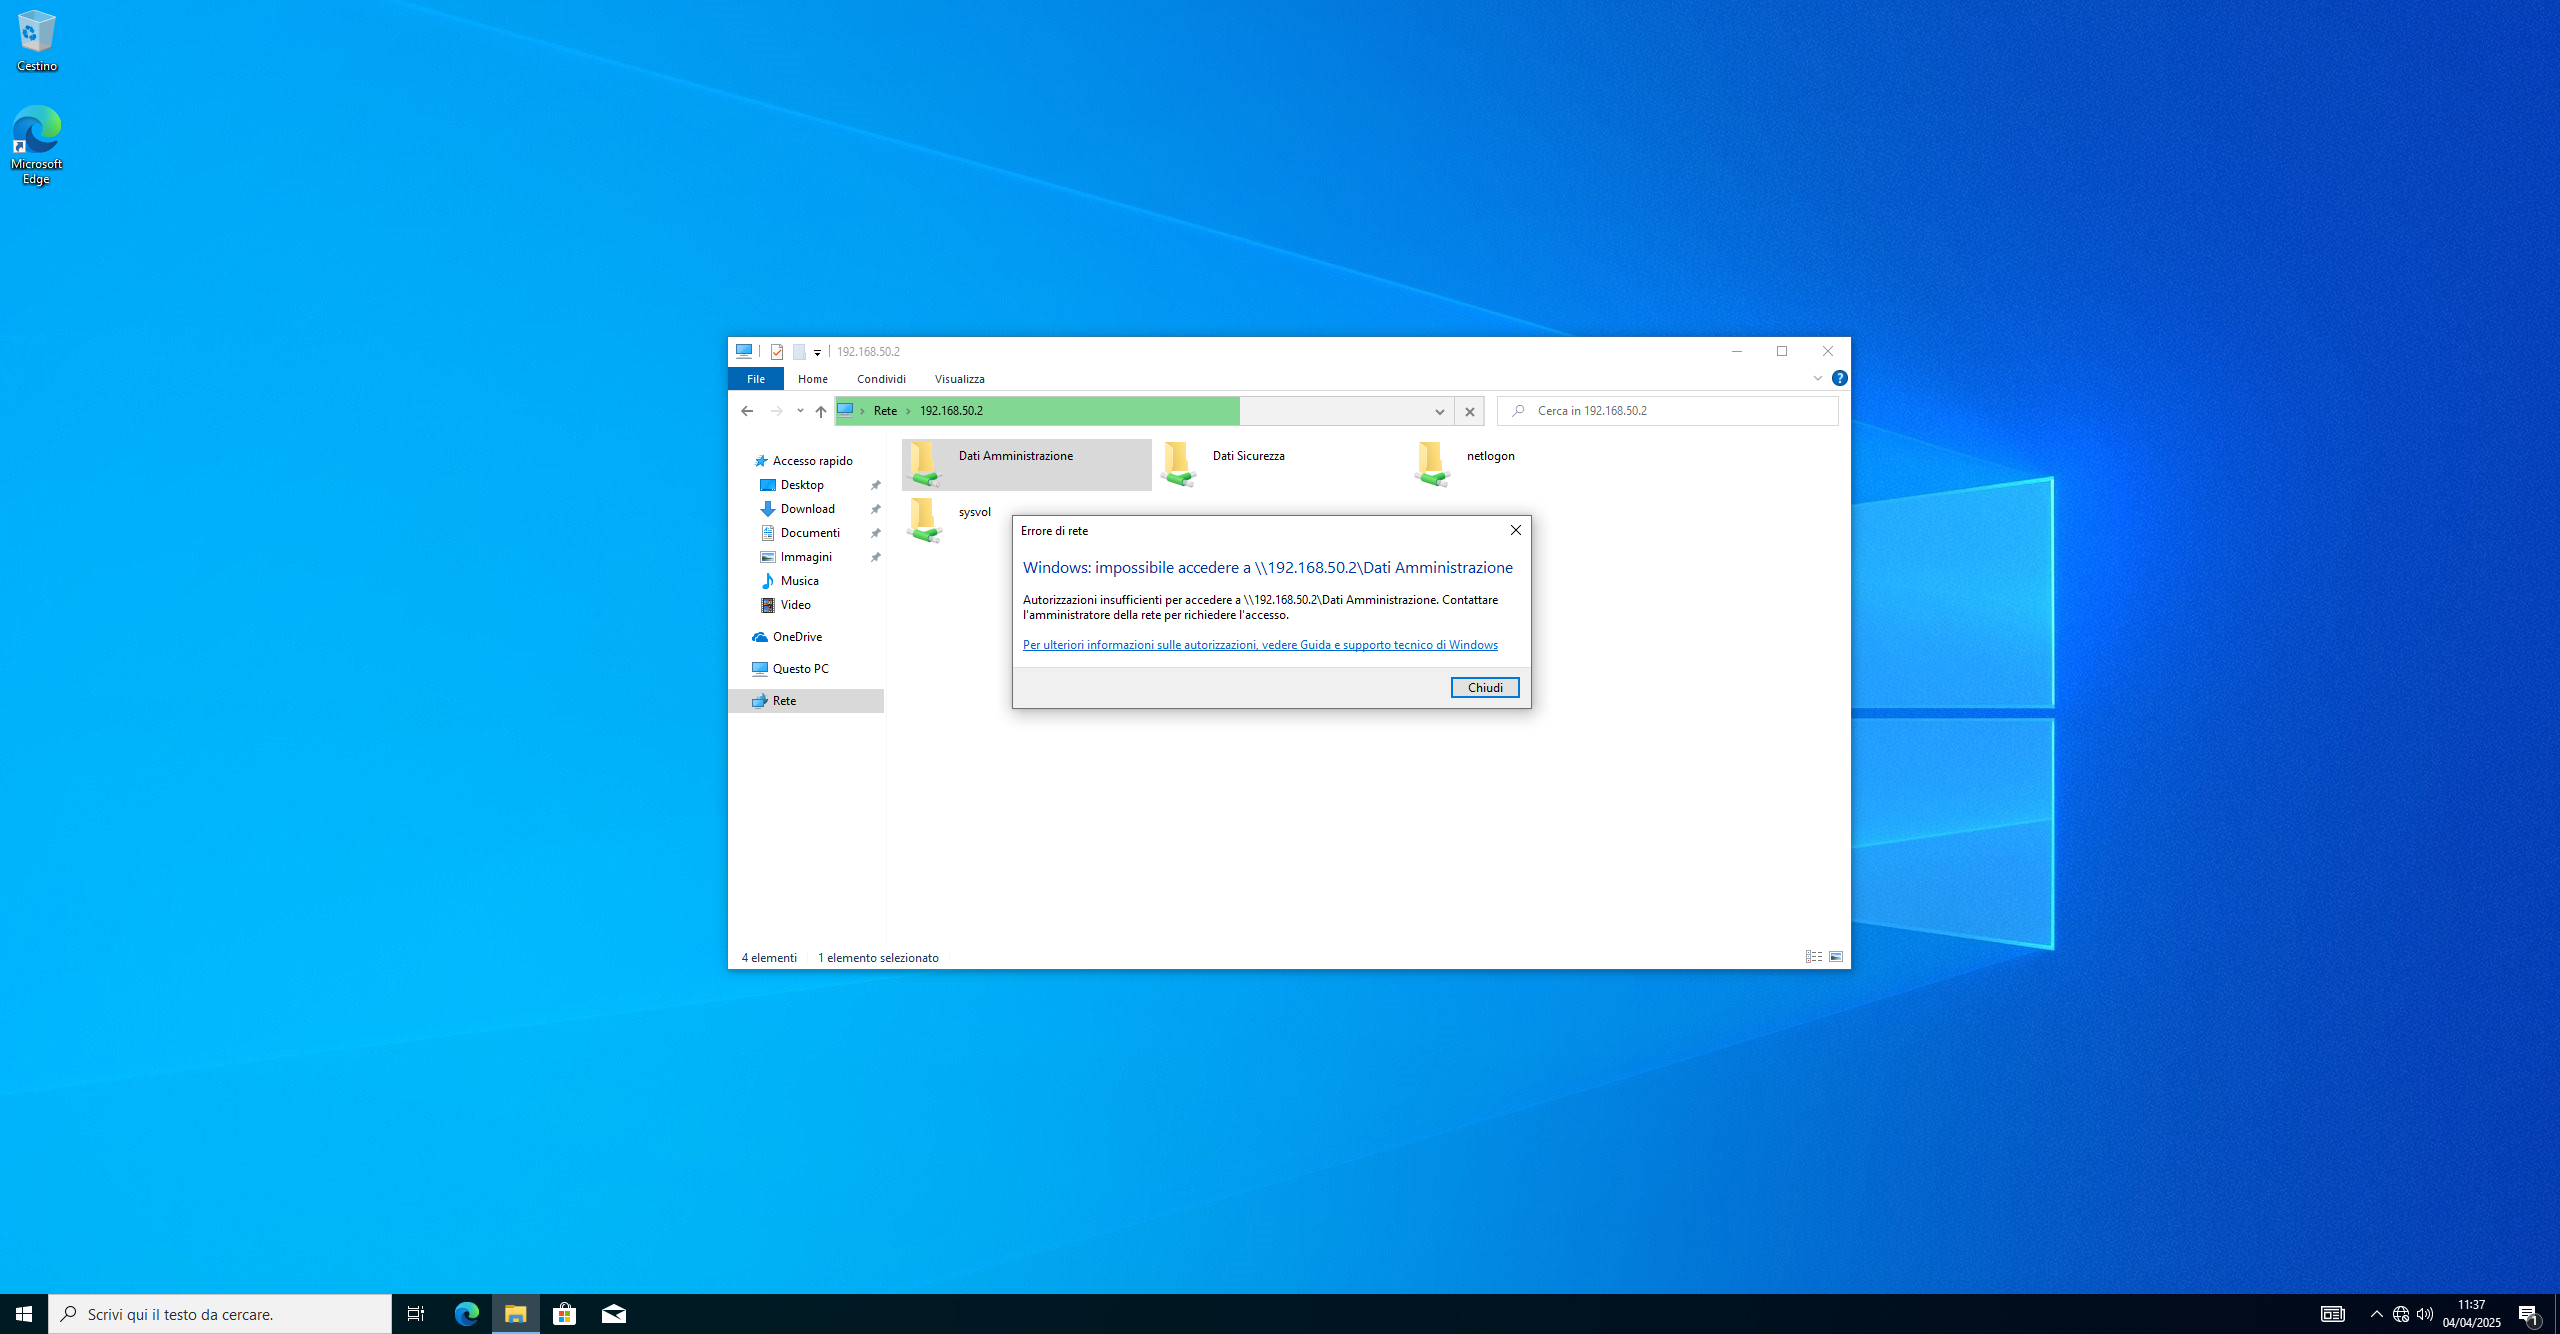 Cestino
Microsoft
Edge
192.168.50.2
File Home Condividi Visualizza
Rete 192.168.50.2
Cerca in 192.168.50.2
Accesso rapido
Desktop
Download
Documenti
Immagini
Musica
Video
OneDrive
Questo PC
Rete
Dati Amministrazione
Dati Sicurezza
netlogon
sysvol
Errore di rete
Windows: impossibile accedere a \\192.168.50.2\Dati Amministrazione
Autorizzazioni insufficienti per accedere a \\192.168.50.2\Dati Amministrazione. Contattare
l'amministratore della rete per richiedere l'accesso.
Per ulteriori informazioni sulle autorizzazioni, vedere Guida e supporto tecnico di Windows
Chiudi
4 elementi 1 elemento selezionato
Scrivi qui il testo da cercare.
11:37
04/04/2025
1